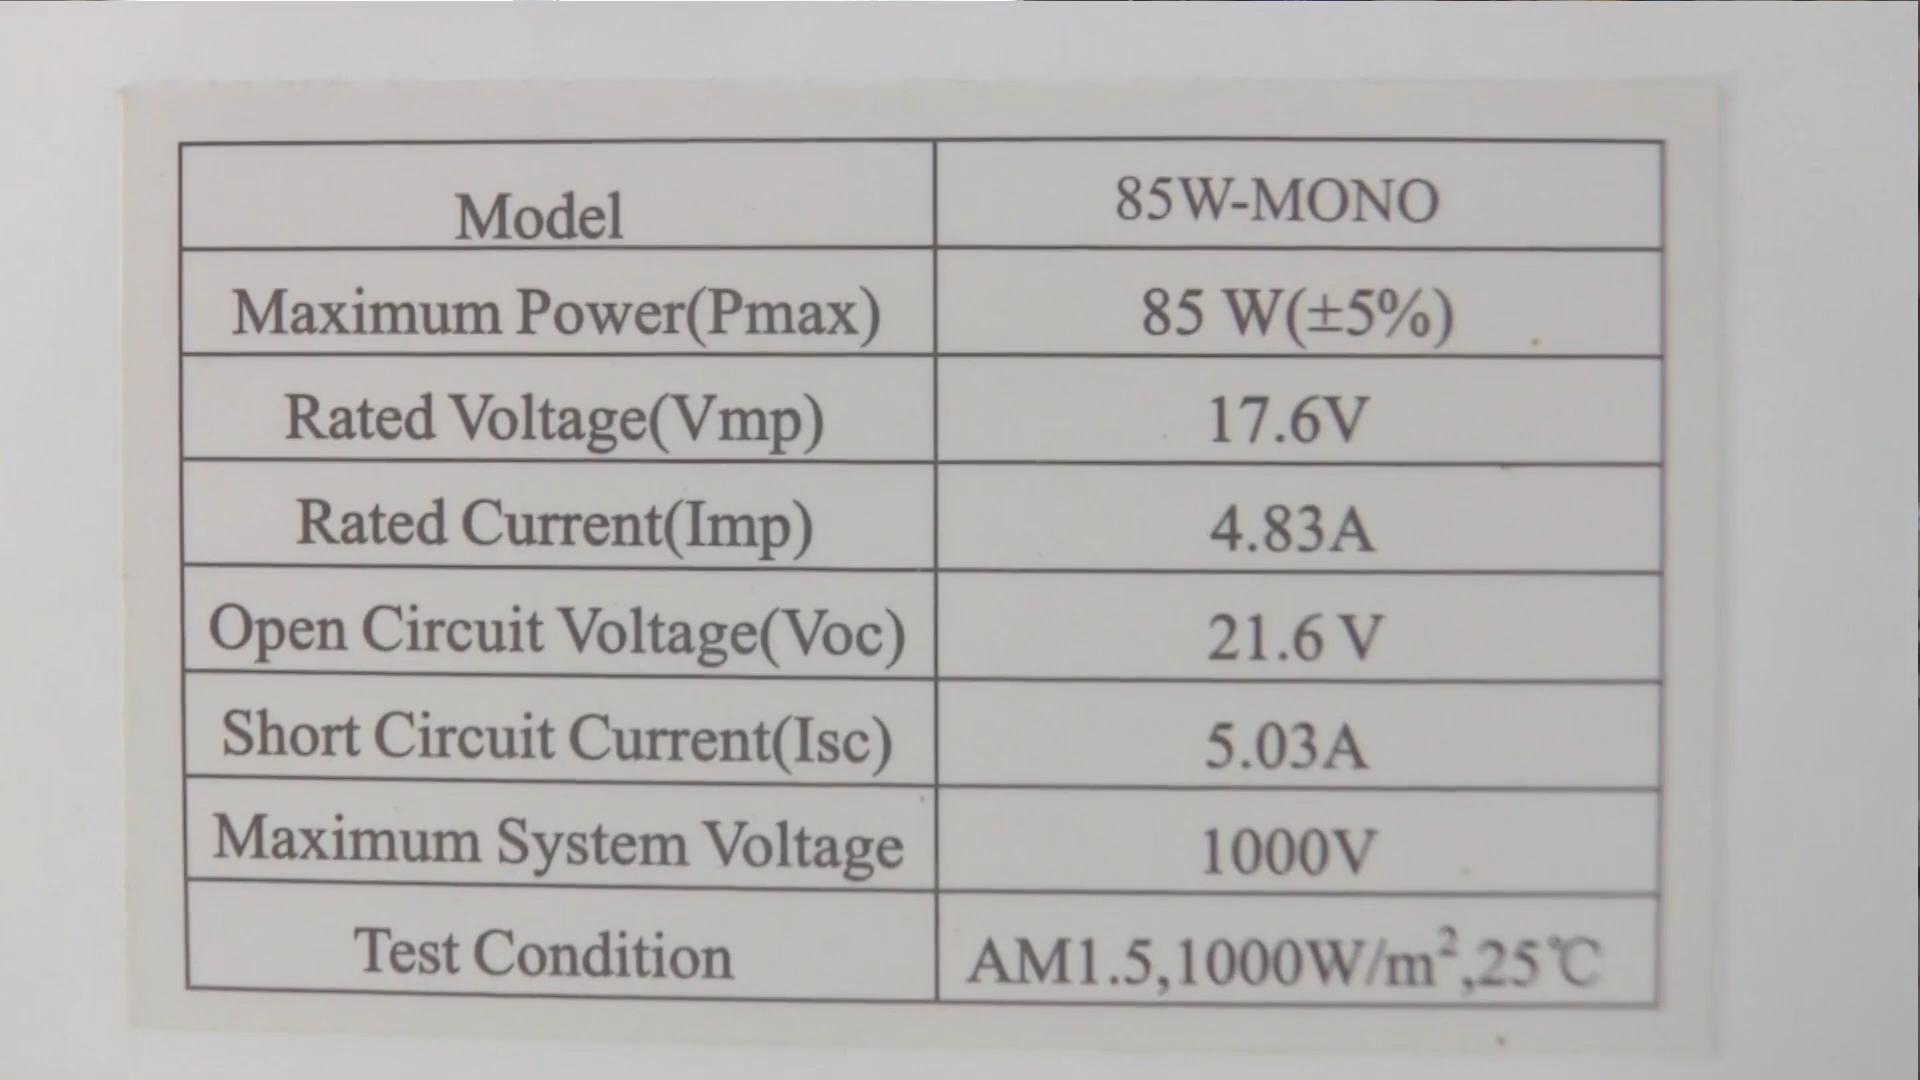 Model 85W-MONO
Maximum Power(Pmax) 85 W(±5%)
Rated Voltage(Vmp) 17.6V
Rated Current(Imp) 4.83A
Open Circuit Voltage(Voc) 21.6 V
Short Circuit Current(Isc) 5.03A
Maximum System Voltage 1000V
Test Condition AM1.5,1000W/m²,25℃